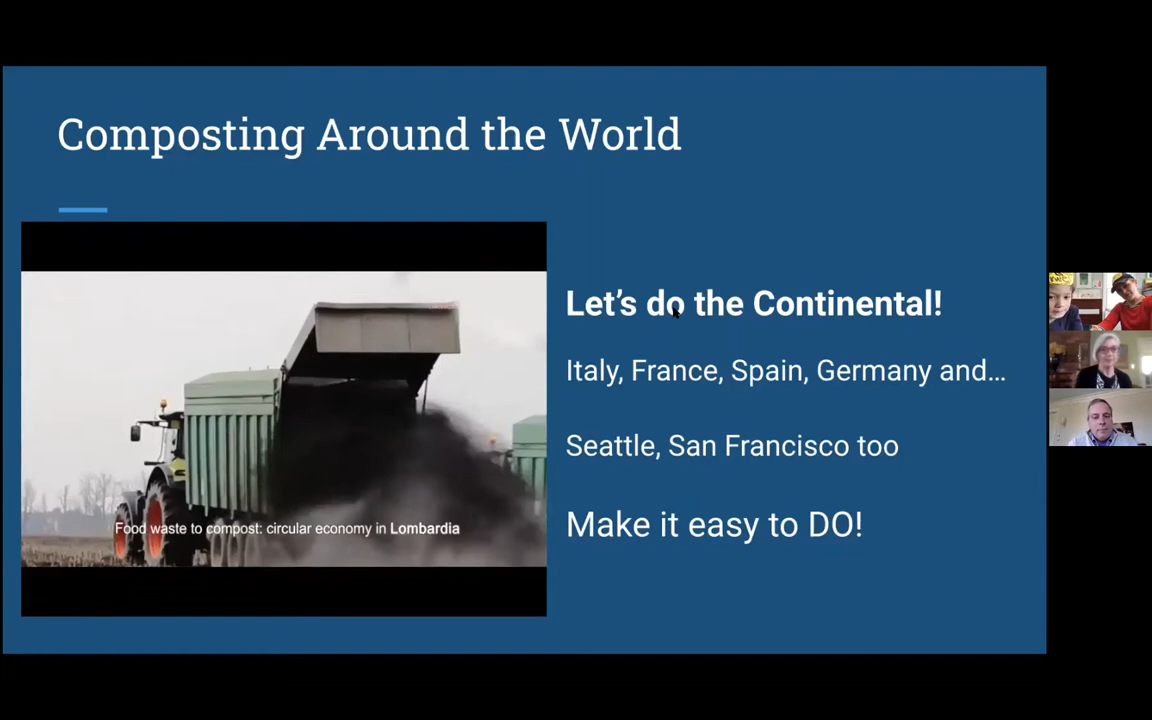 Composting Around the World
Let's do the Continental!
Italy, France, Spain, Germany and...
Seattle, San Francisco too
Make it easy to DO!
Food waste to compost: circular economy in Lombardia